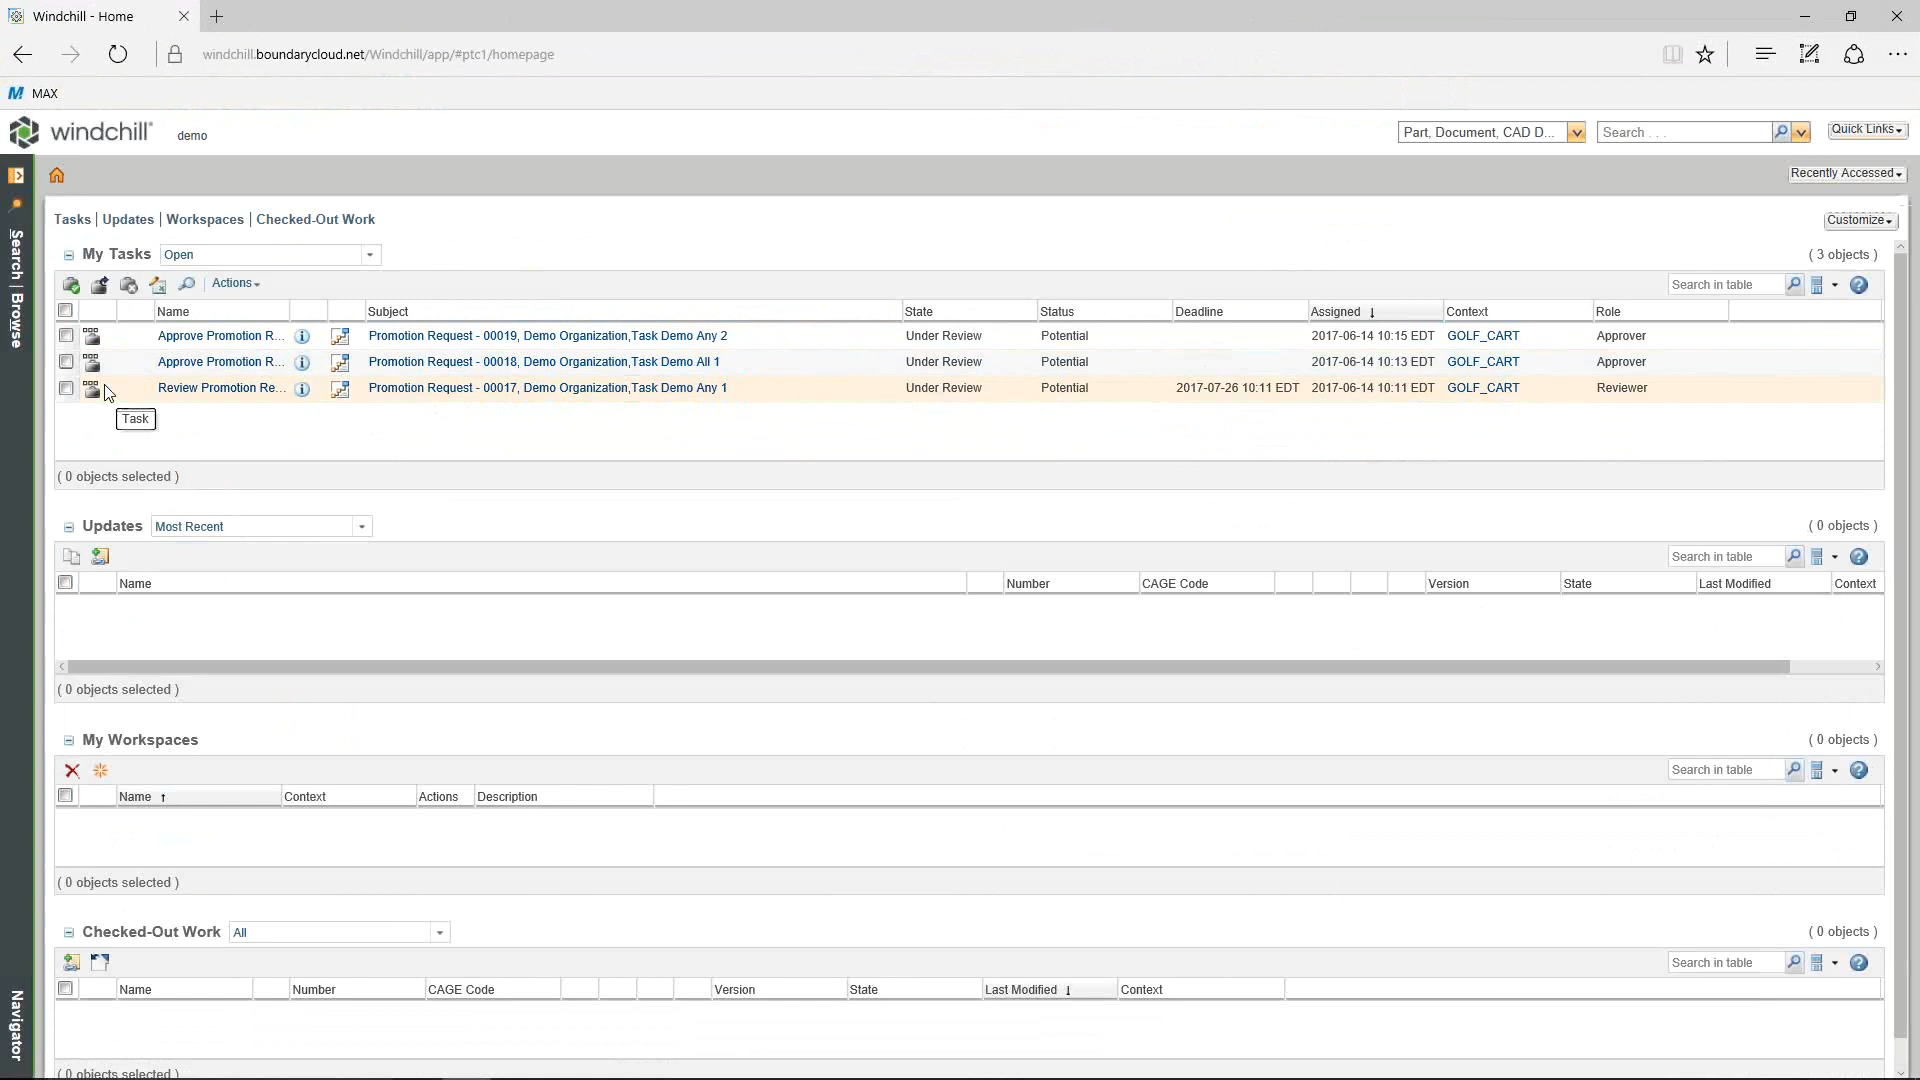 Windchill - Home
windchill.boundarycloud.net/Windchill/app/#ptc1/homepage
M MAX
windchill demo Part, Document, CAD D... Search . . . Quick Links
Recently Accessed
Search | Browse
Navigator
Tasks | Updates | Workspaces | Checked-Out Work Customize
My Tasks Open ( 3 objects )
Actions Search in table
Name Subject State Status Deadline Assigned Context Role
Approve Promotion R... Promotion Request - 00019, Demo Organization,Task Demo Any 2 Under Review Potential 2017-06-14 10:15 EDT GOLF_CART Approver
Approve Promotion R... Promotion Request - 00018, Demo Organization,Task Demo All 1 Under Review Potential 2017-06-14 10:13 EDT GOLF_CART Approver
Review Promotion Re... Promotion Request - 00017, Demo Organization,Task Demo Any 1 Under Review Potential 2017-07-26 10:11 EDT 2017-06-14 10:11 EDT GOLF_CART Reviewer
Task
( 0 objects selected )
Updates Most Recent ( 0 objects )
Search in table
Name Number CAGE Code Version State Last Modified Context
( 0 objects selected )
My Workspaces ( 0 objects )
Search in table
Name Context Actions Description
( 0 objects selected )
Checked-Out Work All ( 0 objects )
Search in table
Name Number CAGE Code Version State Last Modified Context
( 0 objects selected )